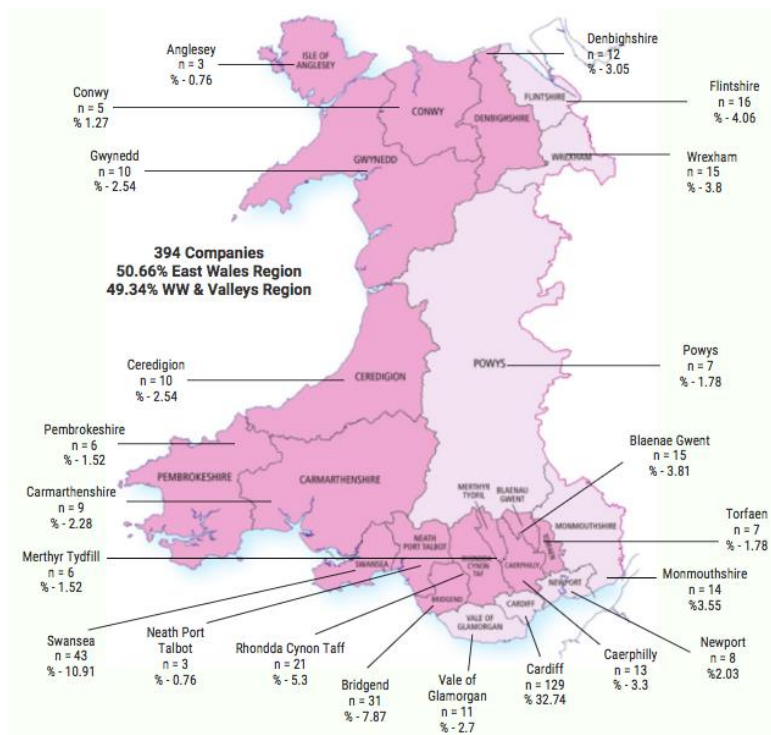 Anglesey
n = 3
% - 0.76
Denbighshire
n = 12
% - 3.05
Conwy
n = 5
% 1.27
Flintshire
n = 16
% - 4.06
Gwynedd
n = 10
% - 2.54
Wrexham
n = 15
% - 3.8
ISLE OF
ANGLESEY
CONWY
DENBIGHSHIRE
FLINTSHIRE
GWYNEDD
WREXHAM
394 Companies
50.66% East Wales Region
49.34% WW & Valleys Region
Ceredigion
n = 10
% - 2.54
CEREDIGION
POWYS
Powys
n = 7
% - 1.78
Pembrokeshire
n = 6
% - 1.52
PEMBROKESHIRE
CARMARTHENSHIRE
Blaenae Gwent
n = 15
% - 3.81
Carmarthenshire
n = 9
% - 2.28
MERTHYR
TYDFIL
BLAENAU
GWENT
MONMOUTHSHIRE
Torfaen
n = 7
% - 1.78
Merthyr Tydfill
n = 6
% - 1.52
NEATH
PORT TALBOT
SWANSEA
RHONDDA
CYNON
TAF
CAERPHILLY
NEWPORT
BRIDGEND
CARDIFF
VALE OF
GLAMORGAN
Monmouthshire
n = 14
%3.55
Swansea
n = 43
% - 10.91
Neath Port
Talbot
n = 3
% - 0.76
Rhondda Cynon Taff
n = 21
% - 5.3
Bridgend
n = 31
% - 7.87
Vale of
Glamorgan
n = 11
% - 2.7
Cardiff
n = 129
% 32.74
Caerphilly
n = 13
% - 3.3
Newport
n = 8
%2.03